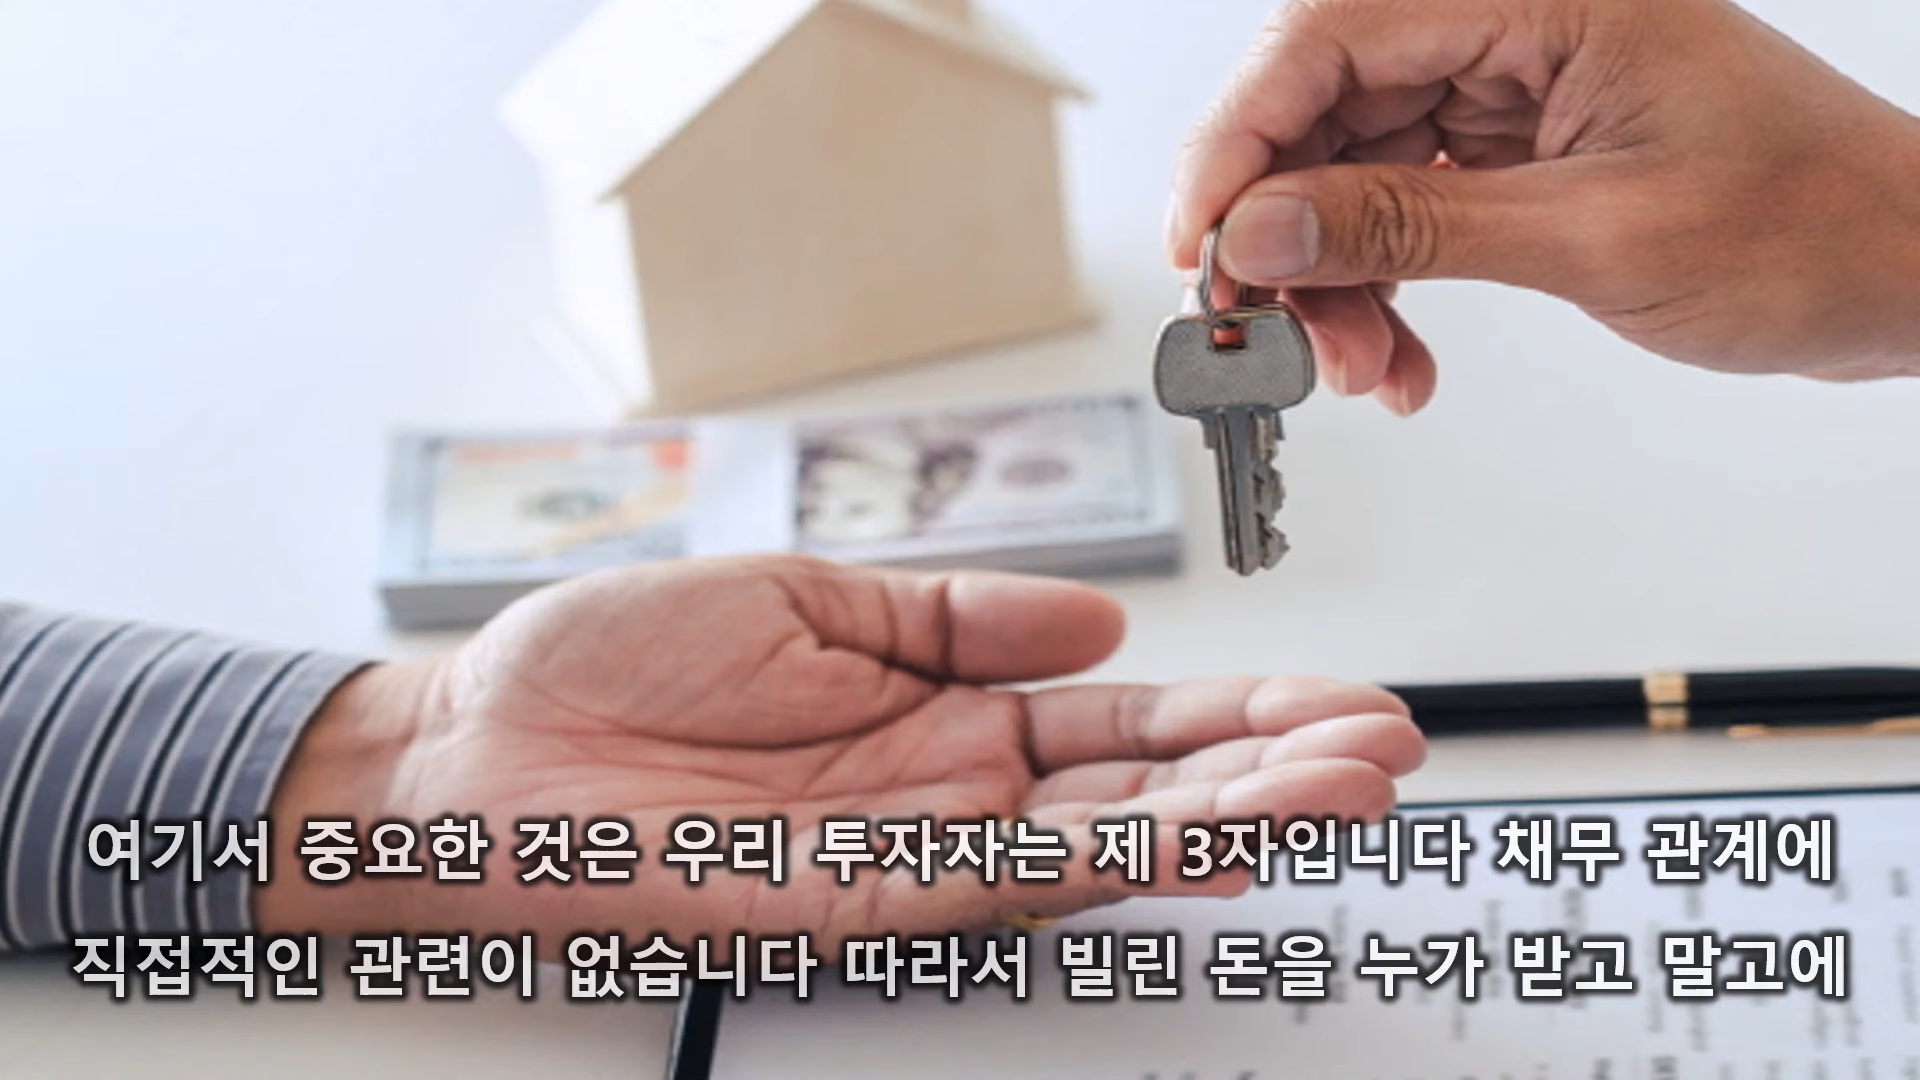 여기서 중요한 것은 우리 투자자는 제 3자입니다 채무 관계에
직접적인 관련이 없습니다 따라서 빌린 돈을 누가 받고 말고에